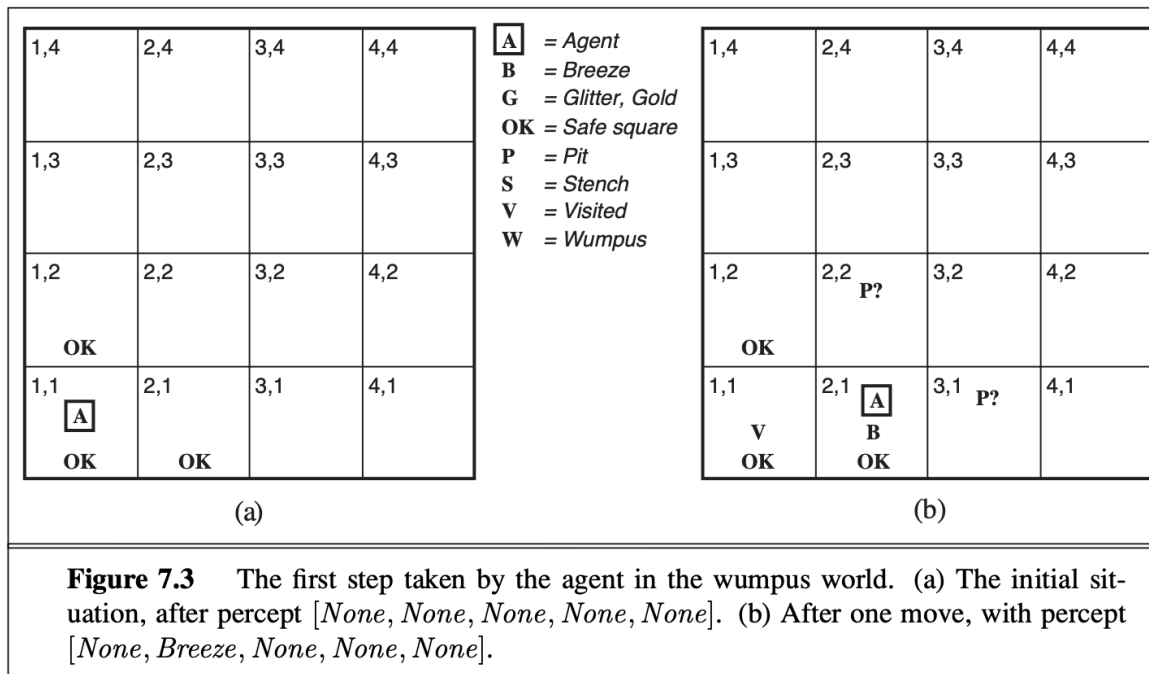 1,4 2,4 3,4 4,4
1,3 2,3 3,3 4,3
1,2 2,2 3,2 4,2
OK
1,1 2,1 3,1 4,1
A
OK OK
(a)
A = Agent
B = Breeze
G = Glitter, Gold
OK = Safe square
P = Pit
S = Stench
V = Visited
W = Wumpus
1,4 2,4 3,4 4,4
1,3 2,3 3,3 4,3
1,2 2,2 3,2 4,2
P?
OK
1,1 2,1 A 3,1 P? 4,1
V B
OK OK
(b)
Figure 7.3 The first step taken by the agent in the wumpus world. (a) The initial sit-
uation, after percept [None, None, None, None, None]. (b) After one move, with percept
[None, Breeze, None, None, None].